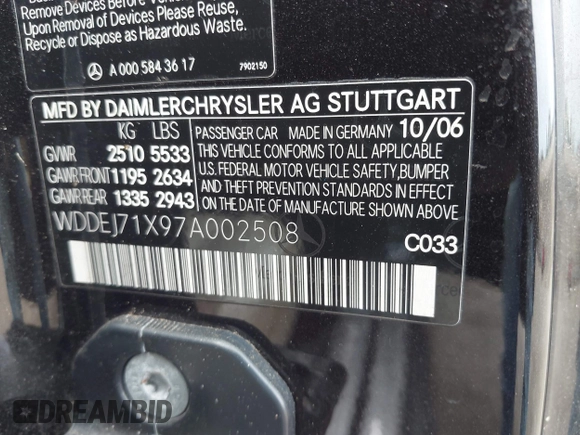 Remove Devices Before Vehicle
Upon Removal of Devices Please Reuse,
Recycle or Dispose as Hazardous Waste.
A 000 584 36 17
7902150
MFD BY DAIMLERCHRYSLER AG STUTTGART
KG LBS PASSENGER CAR MADE IN GERMANY 10/06
GVWR 2510 5533 THIS VEHICLE CONFORMS TO ALL APPLICABLE
GAWR FRONT 1195 2634 U.S. FEDERAL MOTOR VEHICLE SAFETY,BUMPER
GAWR REAR 1335 2943 AND THEFT PREVENTION STANDARDS IN EFFECT
ON THE DATE OF MANUFACTURE SHOWN ABOVE
WDDEJ71X97A002508
C033
DREAMBID